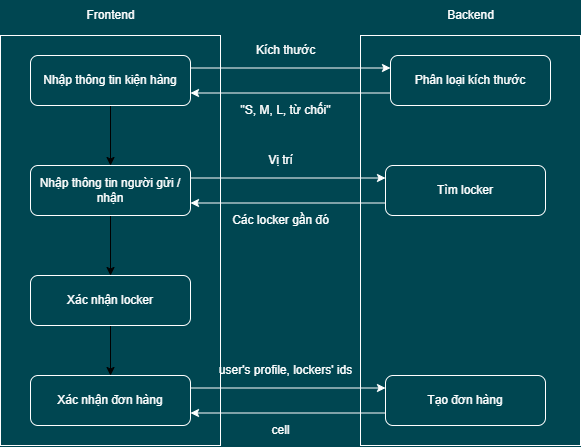 Frontend
Backend
Kích thước
Nhập thông tin kiện hàng
Phân loại kích thước
"S, M, L, từ chối"
Vị trí
Nhập thông tin người gửi /
nhận
Tìm locker
Các locker gần đó
Xác nhận locker
user's profile, lockers' ids
Xác nhận đơn hàng
Tạo đơn hàng
cell